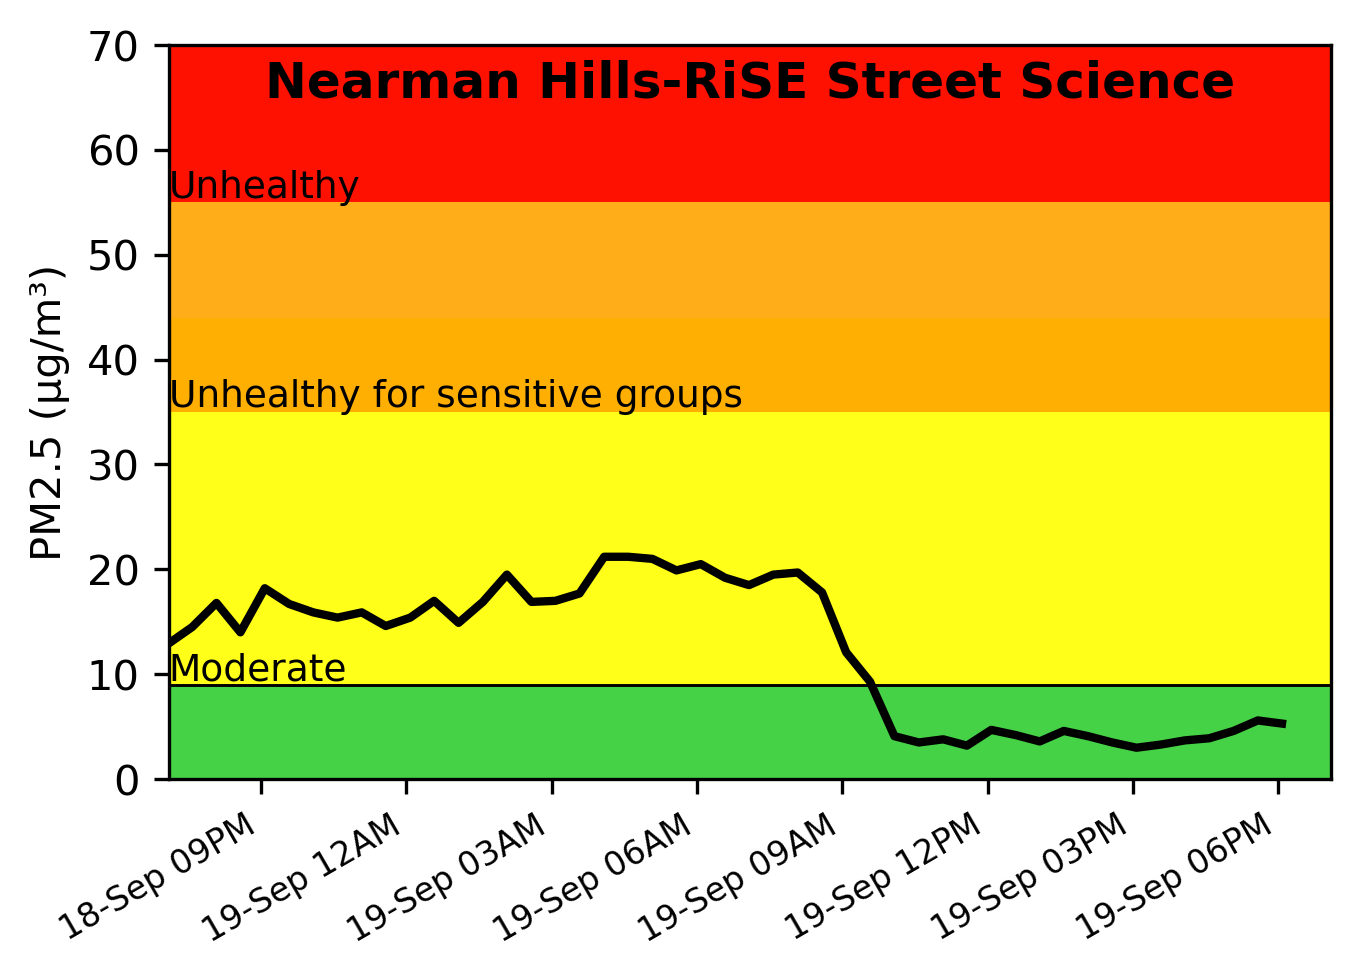 Nearman Hills-RiSE Street Science
70
60
50
40
30
20
10
0
PM2.5 (µg/m³)
Unhealthy
Unhealthy for sensitive groups
Moderate
18-Sep 09PM
19-Sep 12AM
19-Sep 03AM
19-Sep 06AM
19-Sep 09AM
19-Sep 12PM
19-Sep 03PM
19-Sep 06PM